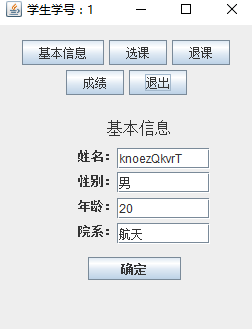 学生学号：1
基本信息 选课 退课
成绩 退出
基本信息
姓名： knoezQkvrT
性别： 男
年龄： 20
院系： 航天
确定